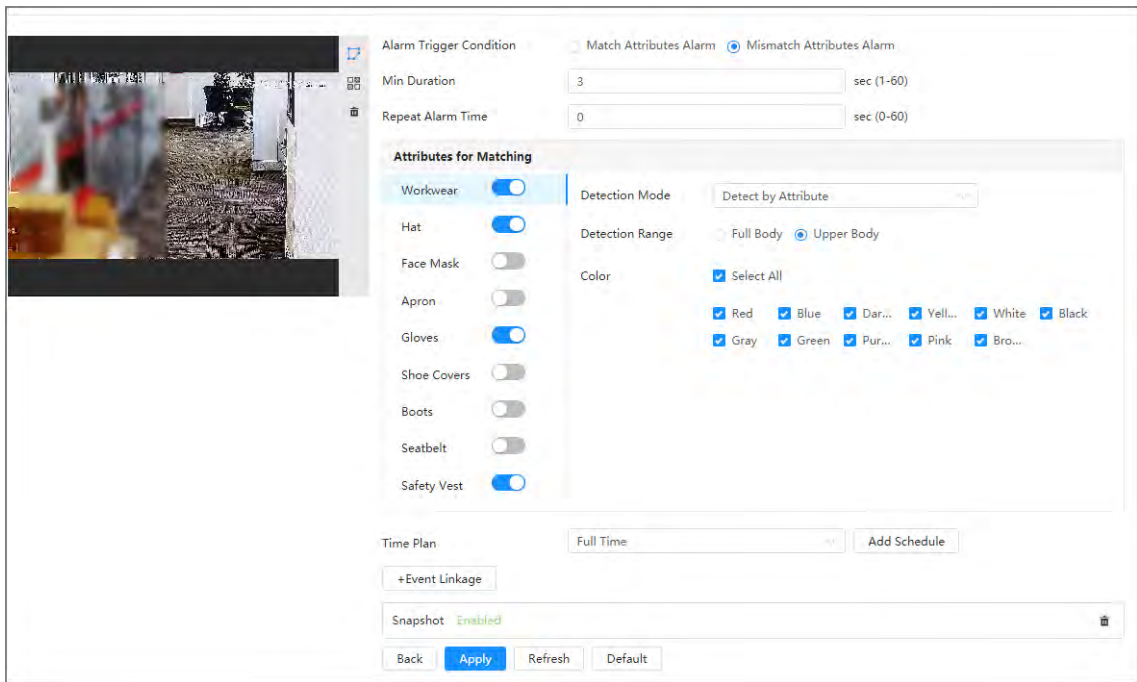 Alarm Trigger Condition Match Attributes Alarm Mismatch Attributes Alarm
Min Duration 3 sec (1-60)
Repeat Alarm Time 0 sec (0-60)
Attributes for Matching
Workwear
Hat
Face Mask
Apron
Gloves
Shoe Covers
Boots
Seatbelt
Safety Vest
Detection Mode Detect by Attribute
Detection Range Full Body Upper Body
Color Select All
Red Blue Dar... Yell... White Black
Gray Green Pur... Pink Bro...
Time Plan Full Time Add Schedule
+Event Linkage
Snapshot Enabled
Back Apply Refresh Default